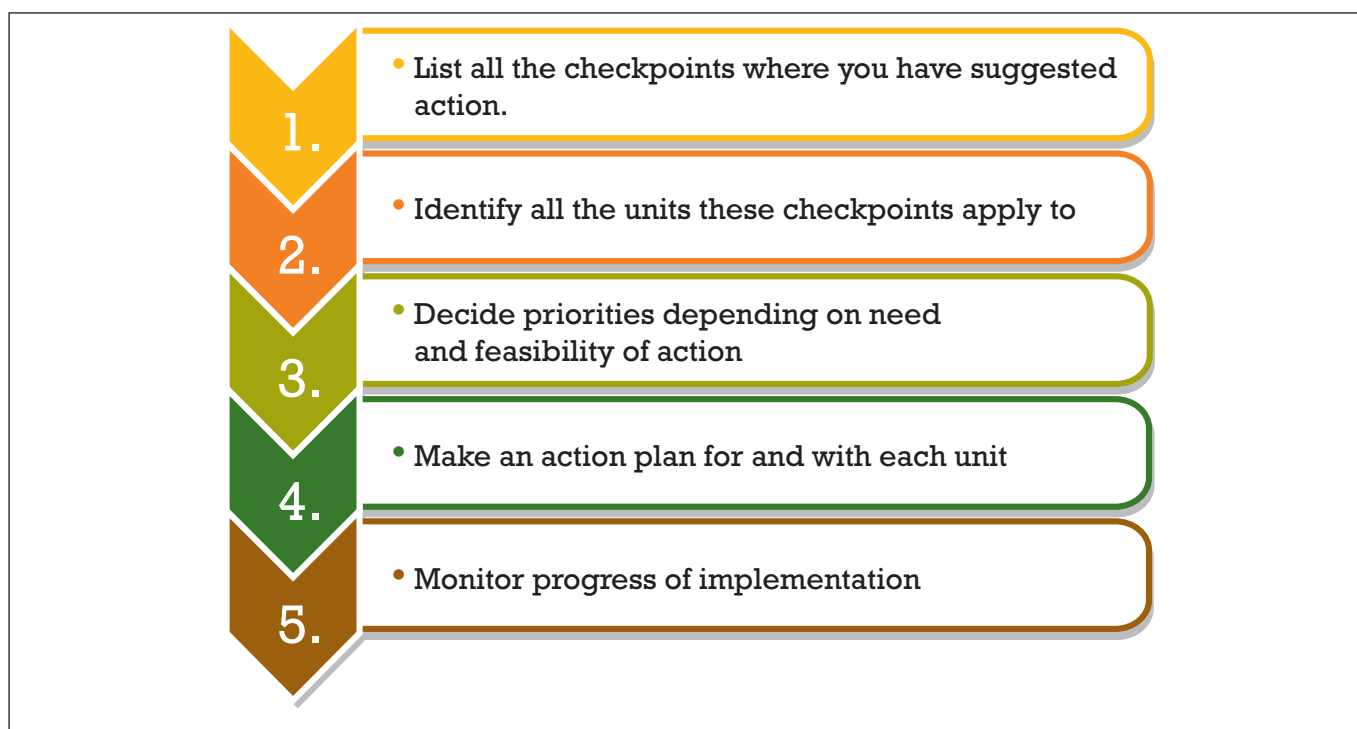 1.
• List all the checkpoints where you have suggested
action.
2.
• Identify all the units these checkpoints apply to
3.
• Decide priorities depending on need
and feasibility of action
4.
• Make an action plan for and with each unit
5.
• Monitor progress of implementation